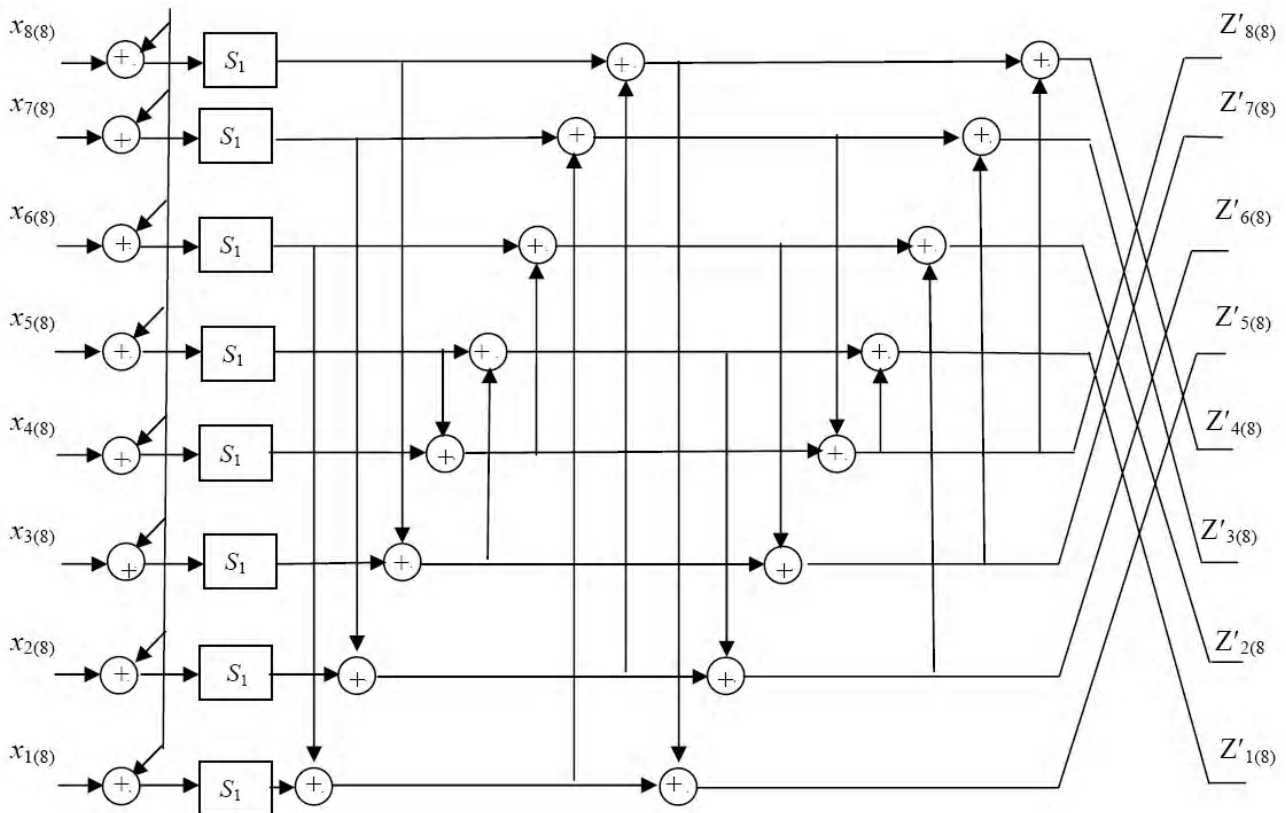 x8(8)
S1
Z′8(8)
x7(8)
S1
Z′7(8)
x6(8)
S1
Z′6(8)
x5(8)
S1
Z′5(8)
x4(8)
S1
Z′4(8)
x3(8)
S1
Z′3(8)
x2(8)
S1
Z′2(8
x1(8)
S1
Z′1(8)